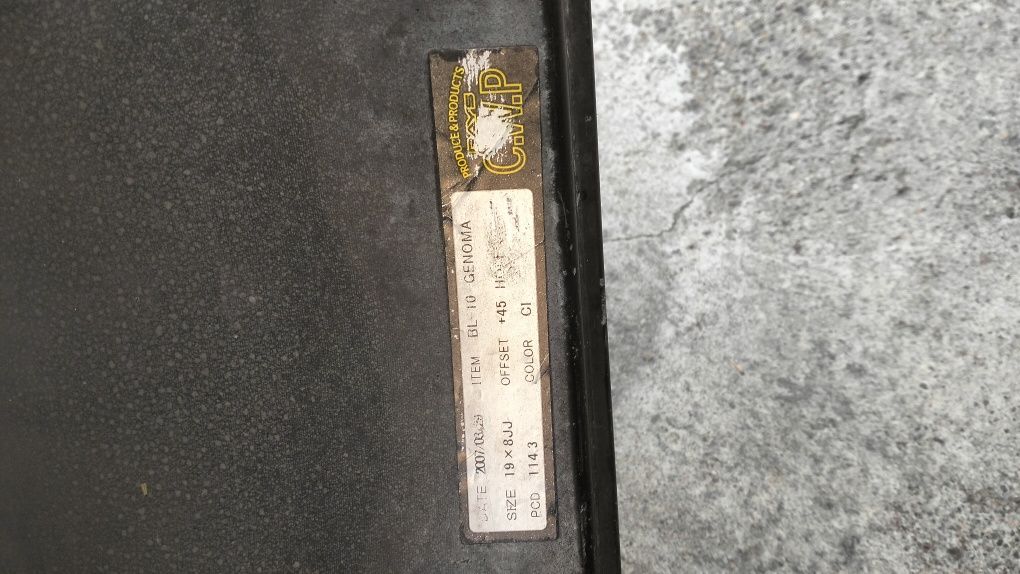 PRODUCE & PRODUCTS
RAYS
C.W.P
DATE 2007/03.29 ITEM BL-10 GENOMA
SIZE 19×8JJ OFFSET +45
PCD 114.3 COLOR CI